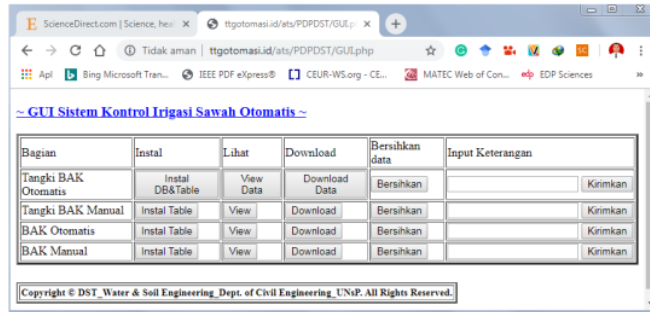 ScienceDirect.com | Science, hea
ttgotomasi.id/ats/PDPDST/GUI.p
Tidak aman | ttgotomasi.id/ats/PDPDST/GUI.php
Apl Bing Microsoft Tran... IEEE PDF eXpress® CEUR-WS.org - CE... MATEC Web of Con... edp EDP Sciences
~ GUI Sistem Kontrol Irigasi Sawah Otomatis ~
Bagian Instal Lihat Download Bersihkan data Input Keterangan
Tangki BAK Otomatis Instal DB&Table View Data Download Data Bersihkan Kirimkan
Tangki BAK Manual Instal Table View Download Bersihkan Kirimkan
BAK Otomatis Instal Table View Download Bersihkan Kirimkan
BAK Manual Instal Table View Download Bersihkan Kirimkan
Copyright © DST_Water & Soil Engineering_Dept. of Civil Engineering_UNsP. All Rights Reserved.